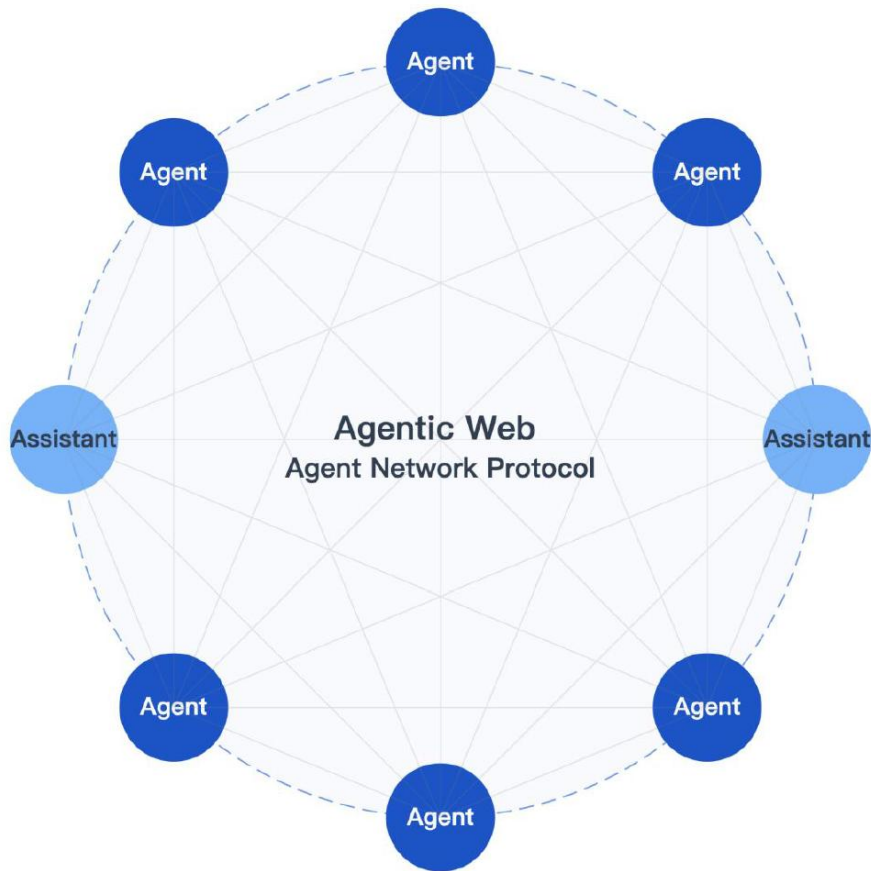 Agent
Agent
Agent
Assistant
Agentic Web
Agent Network Protocol
Assistant
Agent
Agent
Agent